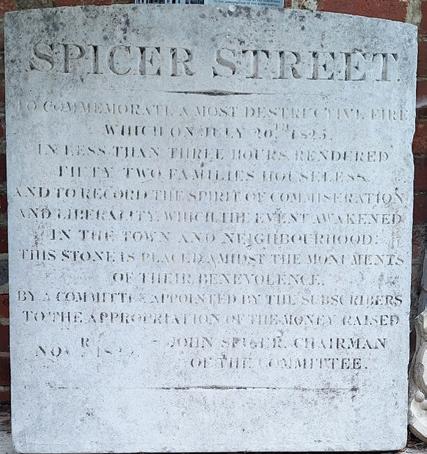 SPICER STREET.
TO COMMEMORATE A MOST DESTRUCTIVE FIRE
WHICH ON JULY 20TH 1825.
IN LESS THAN THREE HOURS, RENDERED
FIFTY TWO FAMILIES HOUSELESS,
AND TO RECORD THE SPIRIT OF COMMISERATION
AND LIBERALITY, WHICH THE EVENT AWAKENED
IN THE TOWN AND NEIGHBOURHOOD:
THIS STONE IS PLACED, AMIDST THE MONUMENTS
OF THEIR BENEVOLENCE,
BY A COMMITTEE APPOINTED BY THE SUBSCRIBERS
TO THE APPROPRIATION OF THE MONEY RAISED
JOHN SPICER, CHAIRMAN
OF THE COMMITTEE.